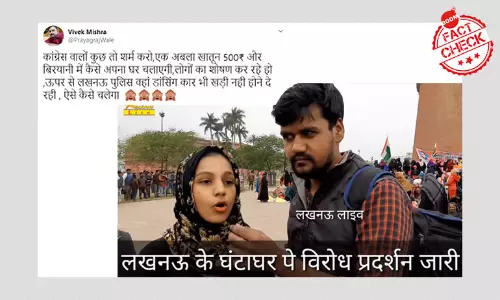 Vivek Mishra
@PrayagrajWale
कांग्रेस वालों कुछ तो शर्म करो,एक अबला खातून 500₹ और
बिरयानी में कैसे अपना घर चलाएगी,लोगों का शोषण कर रहे हो
,ऊपर से लखनऊ पुलिस वहां डांसिंग कार भी खड़ी नही होने दे
रही , ऐसे कैसे चलेगा
FACT
CHECK
लखनऊ लाइव
लखनऊ के घंटाघर पे विरोध प्रदर्शन जारी